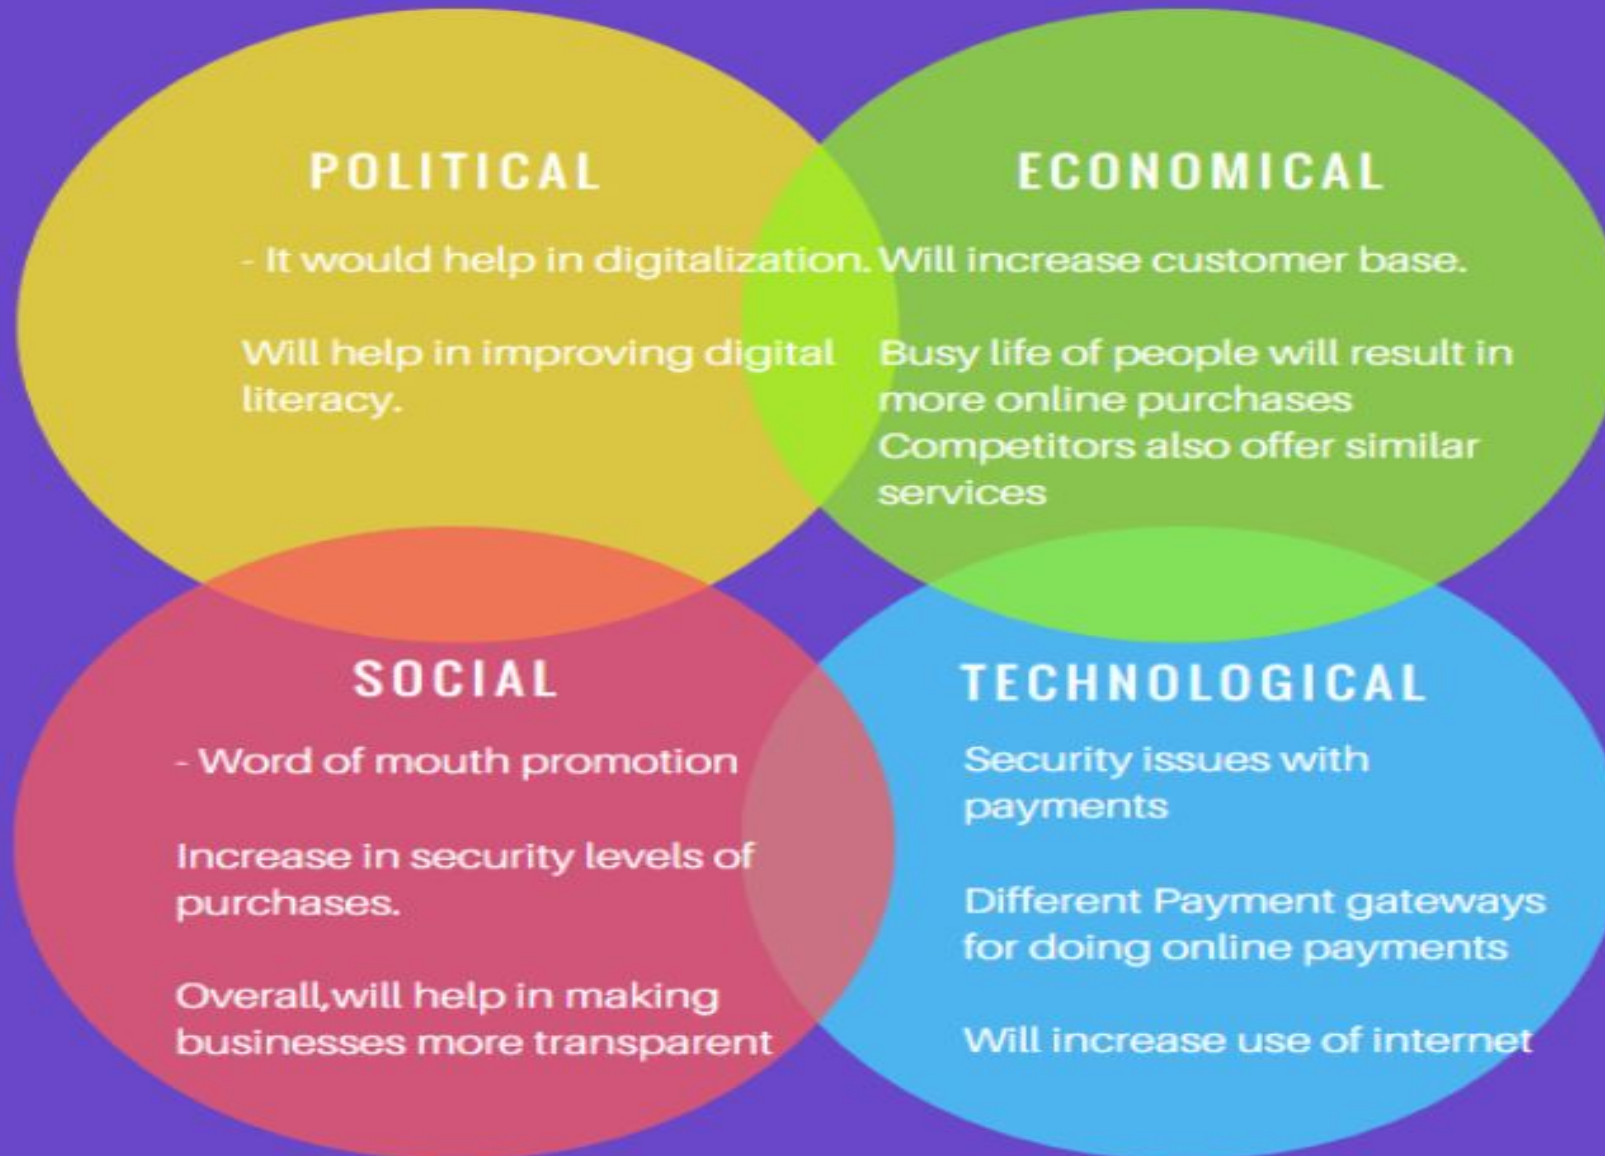 POLITICAL
- It would help in digitalization.
Will help in improving digital
literacy.
ECONOMICAL
Will increase customer base.
Busy life of people will result in
more online purchases
Competitors also offer similar
services
SOCIAL
- Word of mouth promotion
Increase in security levels of
purchases.
Overall,will help in making
businesses more transparent
TECHNOLOGICAL
Security issues with
payments
Different Payment gateways
for doing online payments
Will increase use of internet